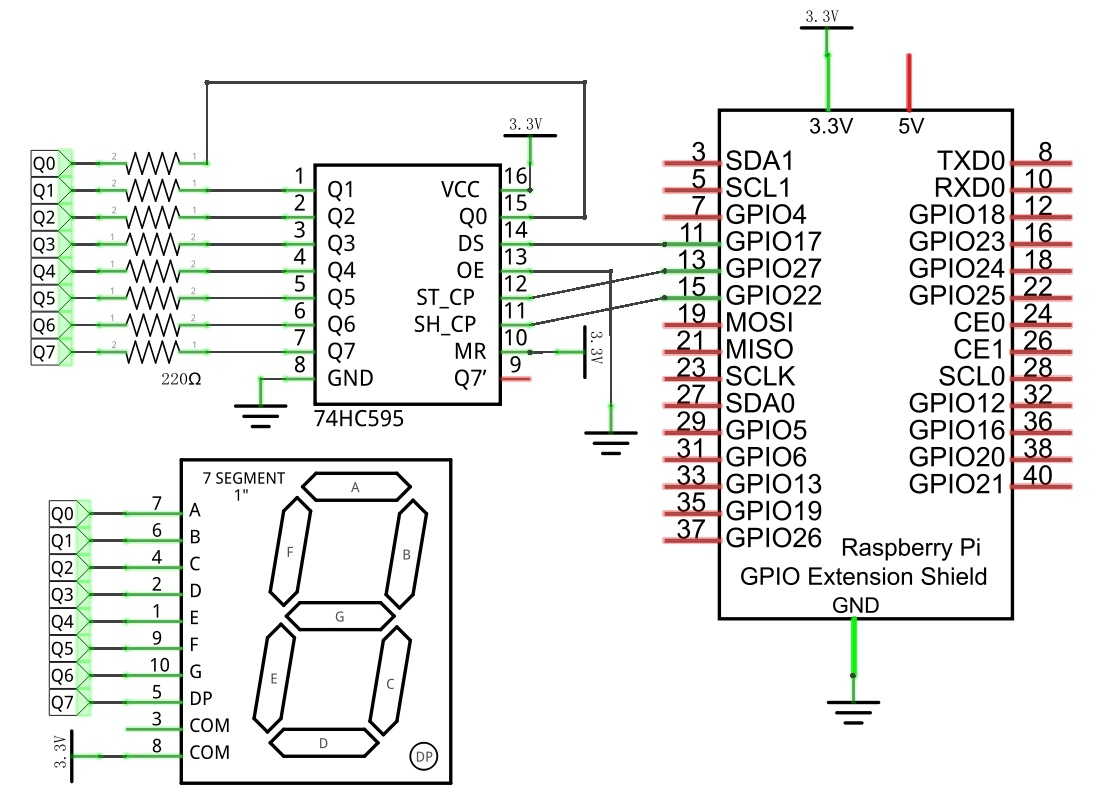 3.3V
3.3V 5V
3.3V
Q0 2 1
Q1 1 2
Q2 1 2
Q3 1 2
Q4 2 1
Q5 1 2
Q6 1 2
Q7 2 1
220Ω
1 Q1 VCC 16
2 Q2 Q0 15
3 Q3 DS 14
4 Q4 OE 13
5 Q5 ST_CP 12
6 Q6 SH_CP 11
7 Q7 MR 10
8 GND Q7’ 9
3.3V
74HC595
3 SDA1 TXD0 8
5 SCL1 RXD0 10
7 GPIO4 GPIO18 12
11 GPIO17 GPIO23 16
13 GPIO27 GPIO24 18
15 GPIO22 GPIO25 22
19 MOSI CE0 24
21 MISO CE1 26
23 SCLK SCL0 28
27 SDA0 GPIO12 32
29 GPIO5 GPIO16 36
31 GPIO6 GPIO20 38
33 GPIO13 GPIO21 40
35 GPIO19
37 GPIO26
Raspberry Pi
GPIO Extension Shield
GND
7 SEGMENT
1"
Q0 7 A
Q1 6 B
Q2 4 C
Q3 2 D
Q4 1 E
Q5 9 F
Q6 10 G
Q7 5 DP
3 COM
3.3V 8 COM
A
F B
G
E C
D
DP